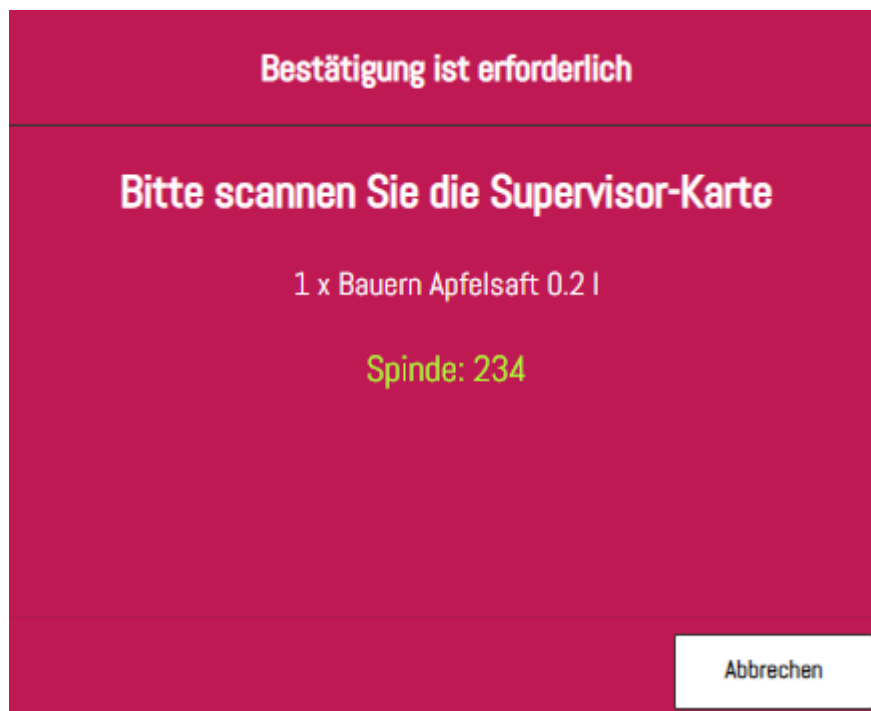 Bestätigung ist erforderlich
Bitte scannen Sie die Supervisor-Karte
1 x Bauern Apfelsaft 0.2 l
Spinde: 234
Abbrechen